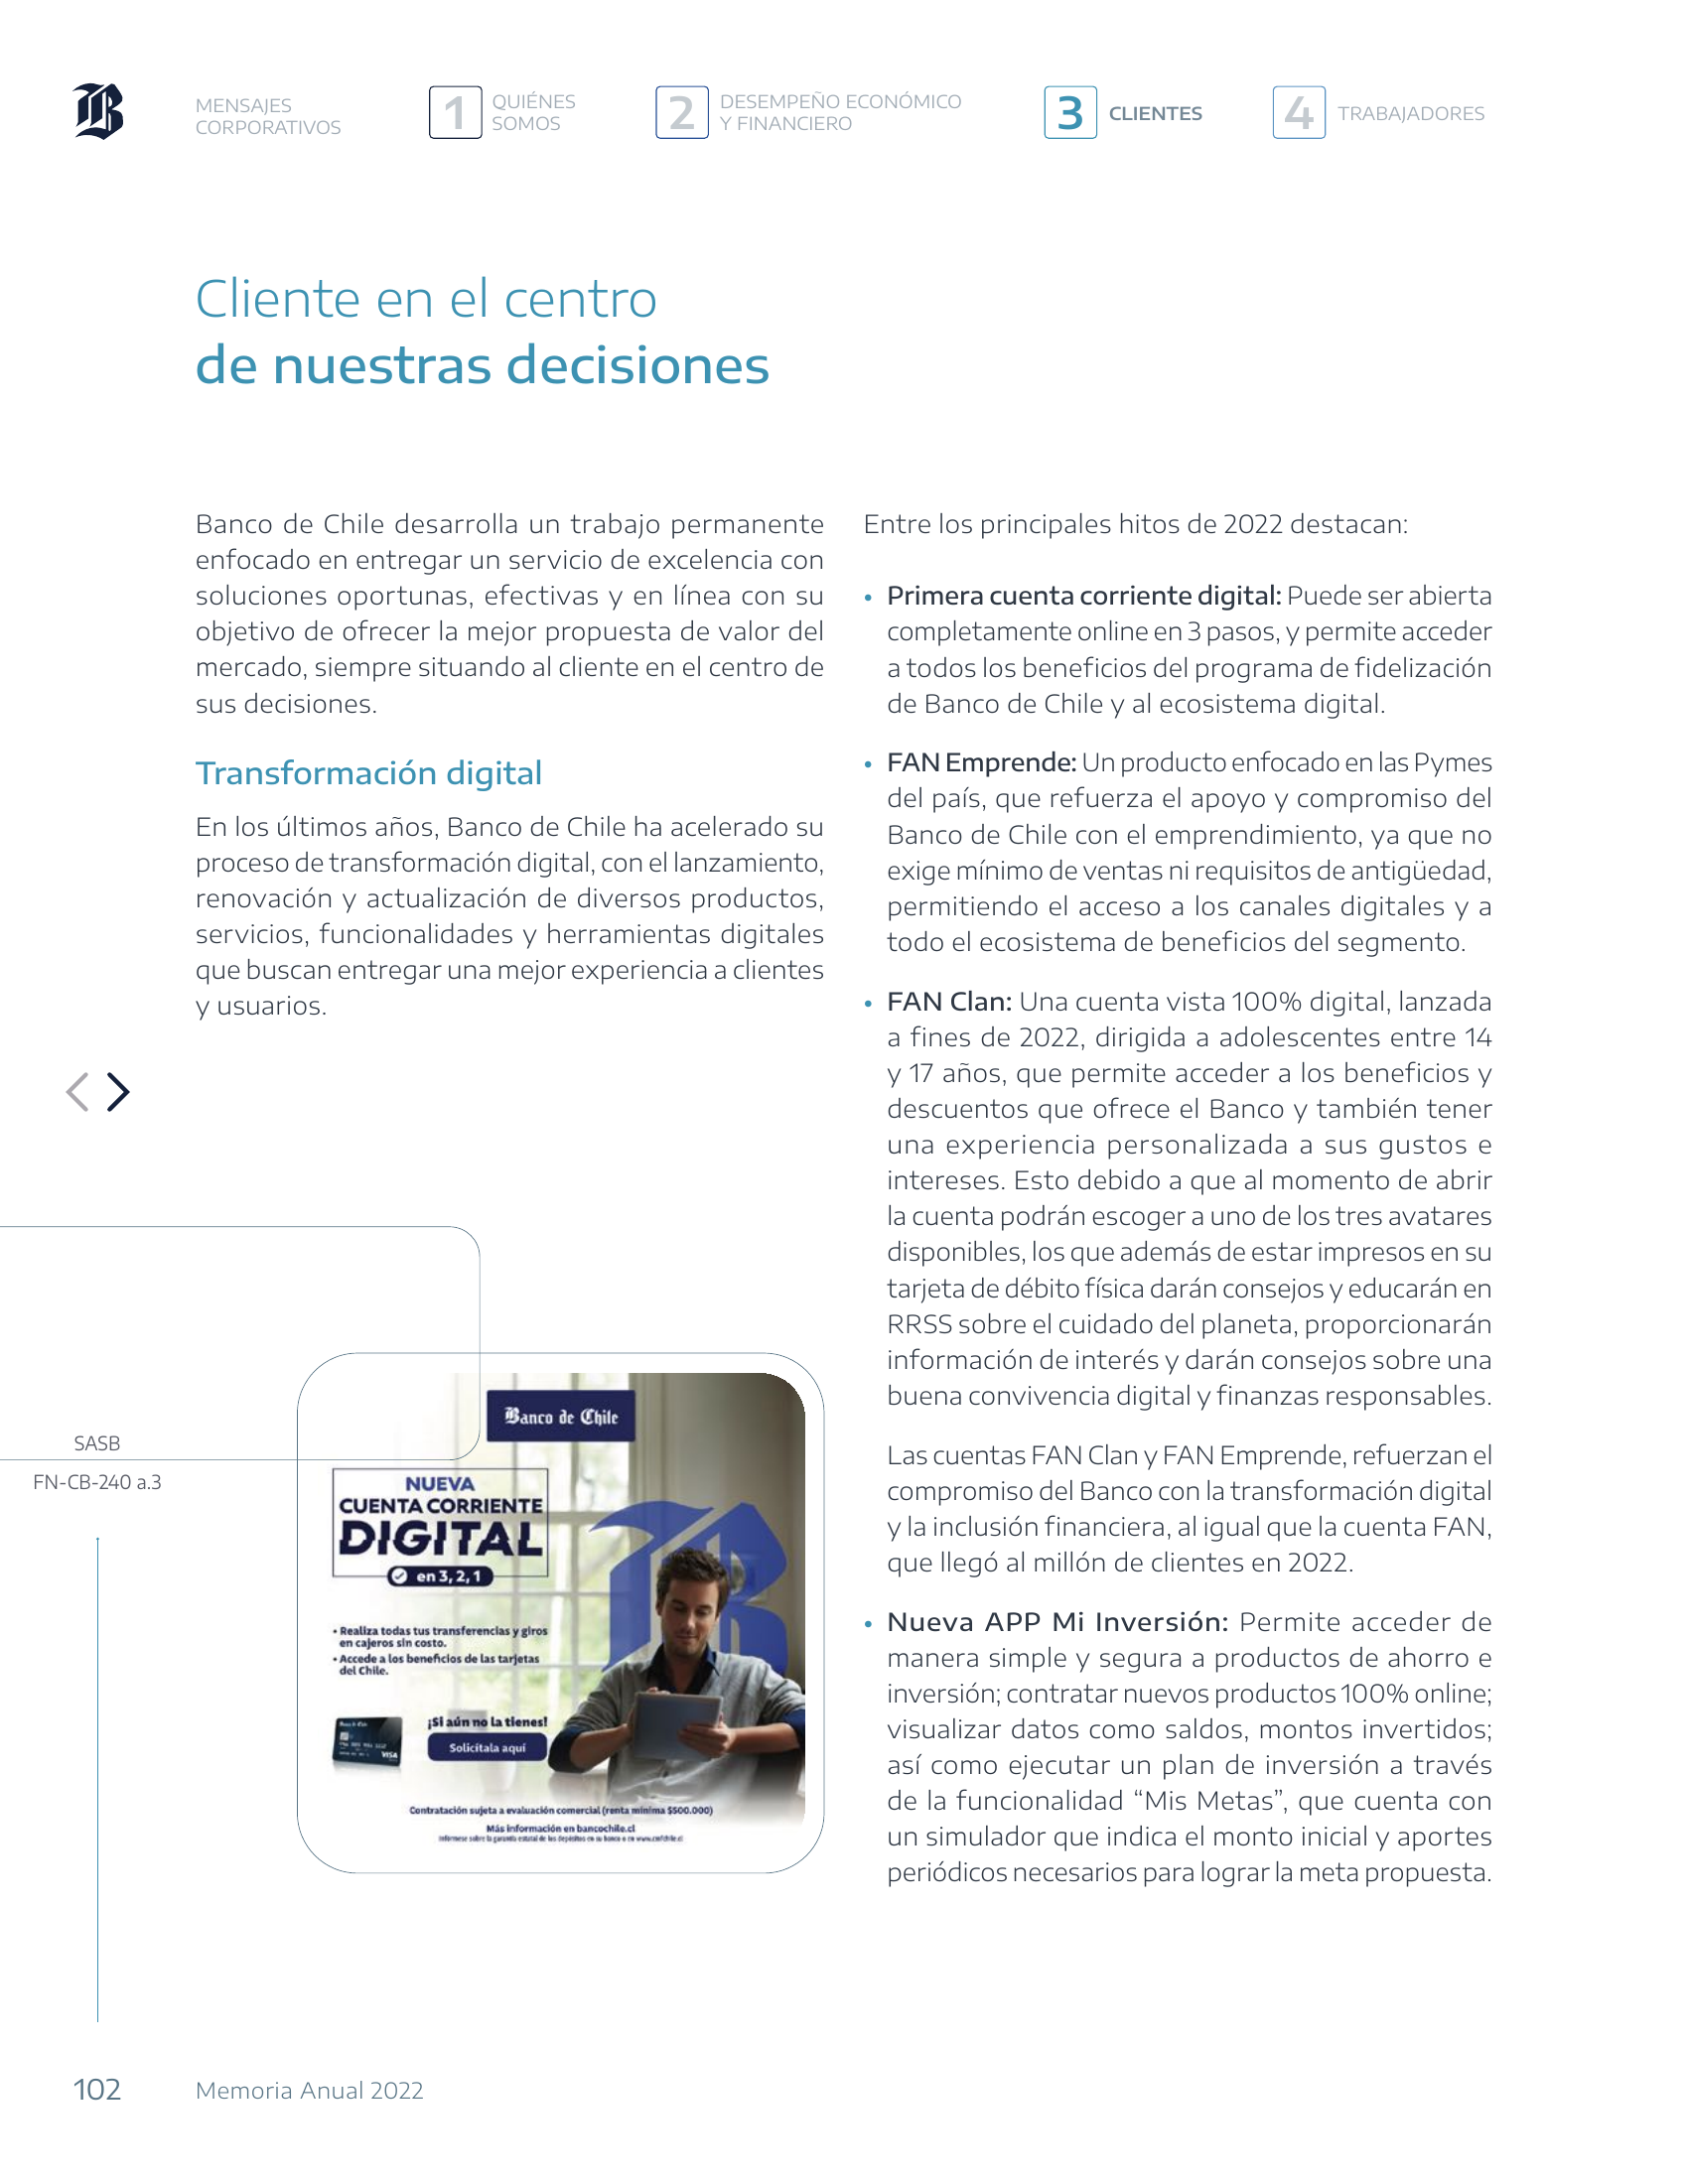 MENSAJES
CORPORATIVOS
1
QUIÉNES
SOMOS
2
DESEMPEÑO ECONÓMICO
Y FINANCIERO
3
CLIENTES
4
TRABAJADORES
Cliente en el centro
de nuestras decisiones
Banco de Chile desarrolla un trabajo permanente
enfocado en entregar un servicio de excelencia con
soluciones oportunas, efectivas y en línea con su
objetivo de ofrecer la mejor propuesta de valor del
mercado, siempre situando al cliente en el centro de
sus decisiones.
Transformación digital
En los últimos años, Banco de Chile ha acelerado su
proceso de transformación digital, con el lanzamiento,
renovación y actualización de diversos productos,
servicios, funcionalidades y herramientas digitales
que buscan entregar una mejor experiencia a clientes
y usuarios.
SASB
FN-CB-240 a.3
Banco de Chile
NUEVA
CUENTA CORRIENTE
DIGITAL
en 3, 2, 1
• Realiza todas tus transferencias y giros
en cajeros sin costo.
• Accede a los beneficios de las tarjetas
del Chile.
¡Si aún no la tienes!
Solicítala aquí
VISA
Contratación sujeta a evaluación comercial (renta mínima $500.000)
Más información en bancochile.cl
Infórmese sobre la garantía estatal de los depósitos en su banco o en www.cmfchile.cl
Entre los principales hitos de 2022 destacan:
• Primera cuenta corriente digital: Puede ser abierta
completamente online en 3 pasos, y permite acceder
a todos los beneficios del programa de fidelización
de Banco de Chile y al ecosistema digital.
• FAN Emprende: Un producto enfocado en las Pymes
del país, que refuerza el apoyo y compromiso del
Banco de Chile con el emprendimiento, ya que no
exige mínimo de ventas ni requisitos de antigüedad,
permitiendo el acceso a los canales digitales y a
todo el ecosistema de beneficios del segmento.
• FAN Clan: Una cuenta vista 100% digital, lanzada
a fines de 2022, dirigida a adolescentes entre 14
y 17 años, que permite acceder a los beneficios y
descuentos que ofrece el Banco y también tener
una experiencia personalizada a sus gustos e
intereses. Esto debido a que al momento de abrir
la cuenta podrán escoger a uno de los tres avatares
disponibles, los que además de estar impresos en su
tarjeta de débito física darán consejos y educarán en
RRSS sobre el cuidado del planeta, proporcionarán
información de interés y darán consejos sobre una
buena convivencia digital y finanzas responsables.
Las cuentas FAN Clan y FAN Emprende, refuerzan el
compromiso del Banco con la transformación digital
y la inclusión financiera, al igual que la cuenta FAN,
que llegó al millón de clientes en 2022.
• Nueva APP Mi Inversión: Permite acceder de
manera simple y segura a productos de ahorro e
inversión; contratar nuevos productos 100% online;
visualizar datos como saldos, montos invertidos;
así como ejecutar un plan de inversión a través
de la funcionalidad “Mis Metas”, que cuenta con
un simulador que indica el monto inicial y aportes
periódicos necesarios para lograr la meta propuesta.
102
Memoria Anual 2022